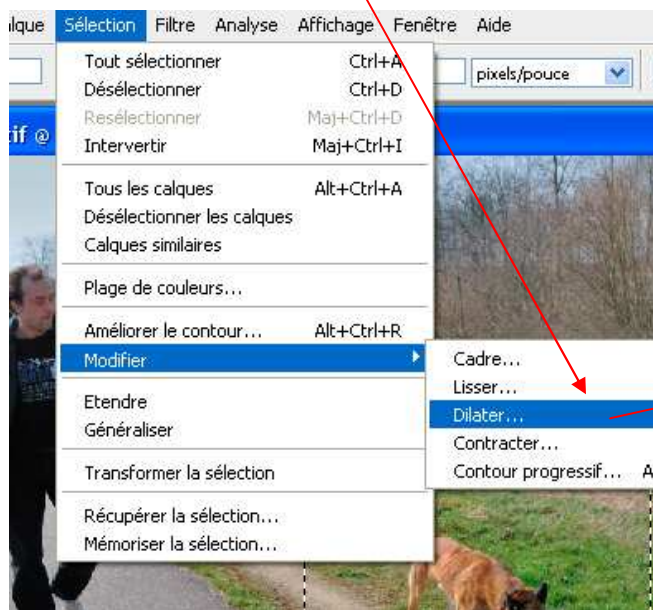 lque Sélection Filtre Analyse Affichage Fenêtre Aide
pixels/pouce
tif @
Tout sélectionner Ctrl+A
Désélectionner Ctrl+D
Resélectionner Maj+Ctrl+D
Intervertir Maj+Ctrl+I
Tous les calques Alt+Ctrl+A
Désélectionner les calques
Calques similaires
Plage de couleurs...
Améliorer le contour... Alt+Ctrl+R
Modifier
Cadre...
Lisser...
Dilater...
Contracter...
Contour progressif... A
Etendre
Généraliser
Transformer la sélection
Récupérer la sélection...
Mémoriser la sélection...